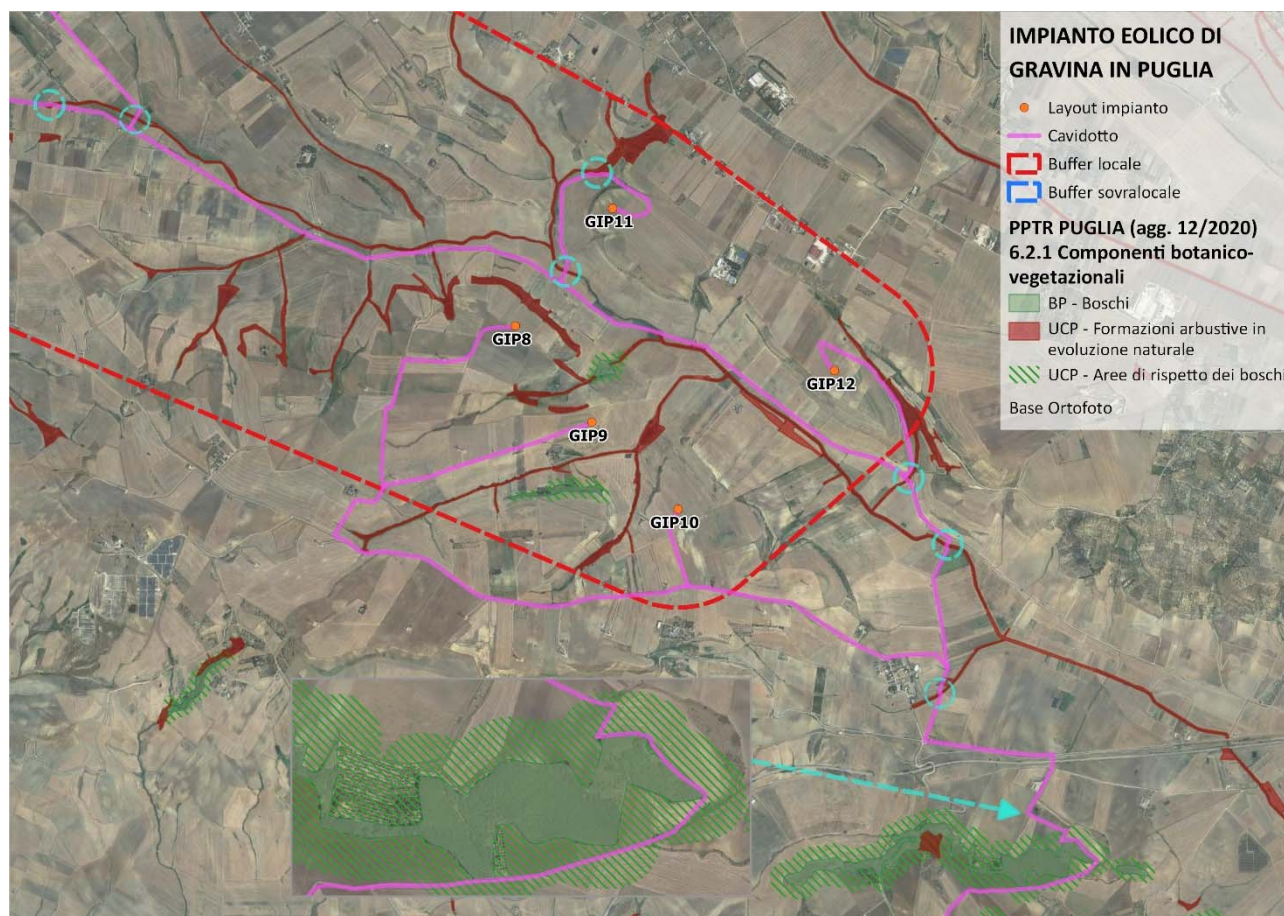 IMPIANTO EOLICO DI
GRAVINA IN PUGLIA
Layout impianto
Cavidotto
Buffer locale
Buffer sovralocale
PPTR PUGLIA (agg. 12/2020)
6.2.1 Componenti botanico-
vegetazionali
BP - Boschi
UCP - Formazioni arbustive in
evoluzione naturale
UCP - Aree di rispetto dei boschi
Base Ortofoto
GIP11
GIP8
GIP12
GIP9
GIP10